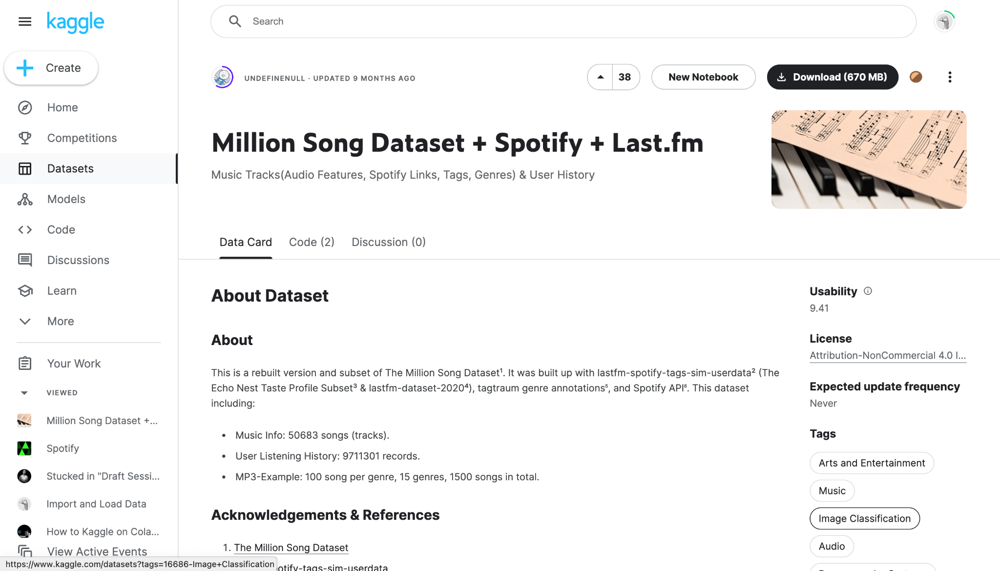 kaggle
Search
Create
Home
Competitions
Datasets
Models
Code
Discussions
Learn
More
Your Work
VIEWED
Million Song Dataset +...
Spotify
Stucked in "Draft Sessi...
Import and Load Data
How to Kaggle on Cola...
View Active Events
https://www.kaggle.com/datasets?tags=16686-Image+Classification
UNDEFINENULL · UPDATED 9 MONTHS AGO
38
New Notebook
Download (670 MB)
Million Song Dataset + Spotify + Last.fm
Music Tracks(Audio Features, Spotify Links, Tags, Genres) & User History
Data Card
Code (2)
Discussion (0)
About Dataset
About
This is a rebuilt version and subset of The Million Song Dataset¹. It was built up with lastfm-spotify-tags-sim-userdata² (The
Echo Nest Taste Profile Subset³ & lastfm-dataset-2020⁴), tagtraum genre annotations⁵, and Spotify API⁶. This dataset
including:
• Music Info: 50683 songs (tracks).
• User Listening History: 9711301 records.
• MP3-Example: 100 song per genre, 15 genres, 1500 songs in total.
Acknowledgements & References
1. The Million Song Dataset
otify-tags-sim-userdata
Usability
9.41
License
Attribution-NonCommercial 4.0 I...
Expected update frequency
Never
Tags
Arts and Entertainment
Music
Image Classification
Audio